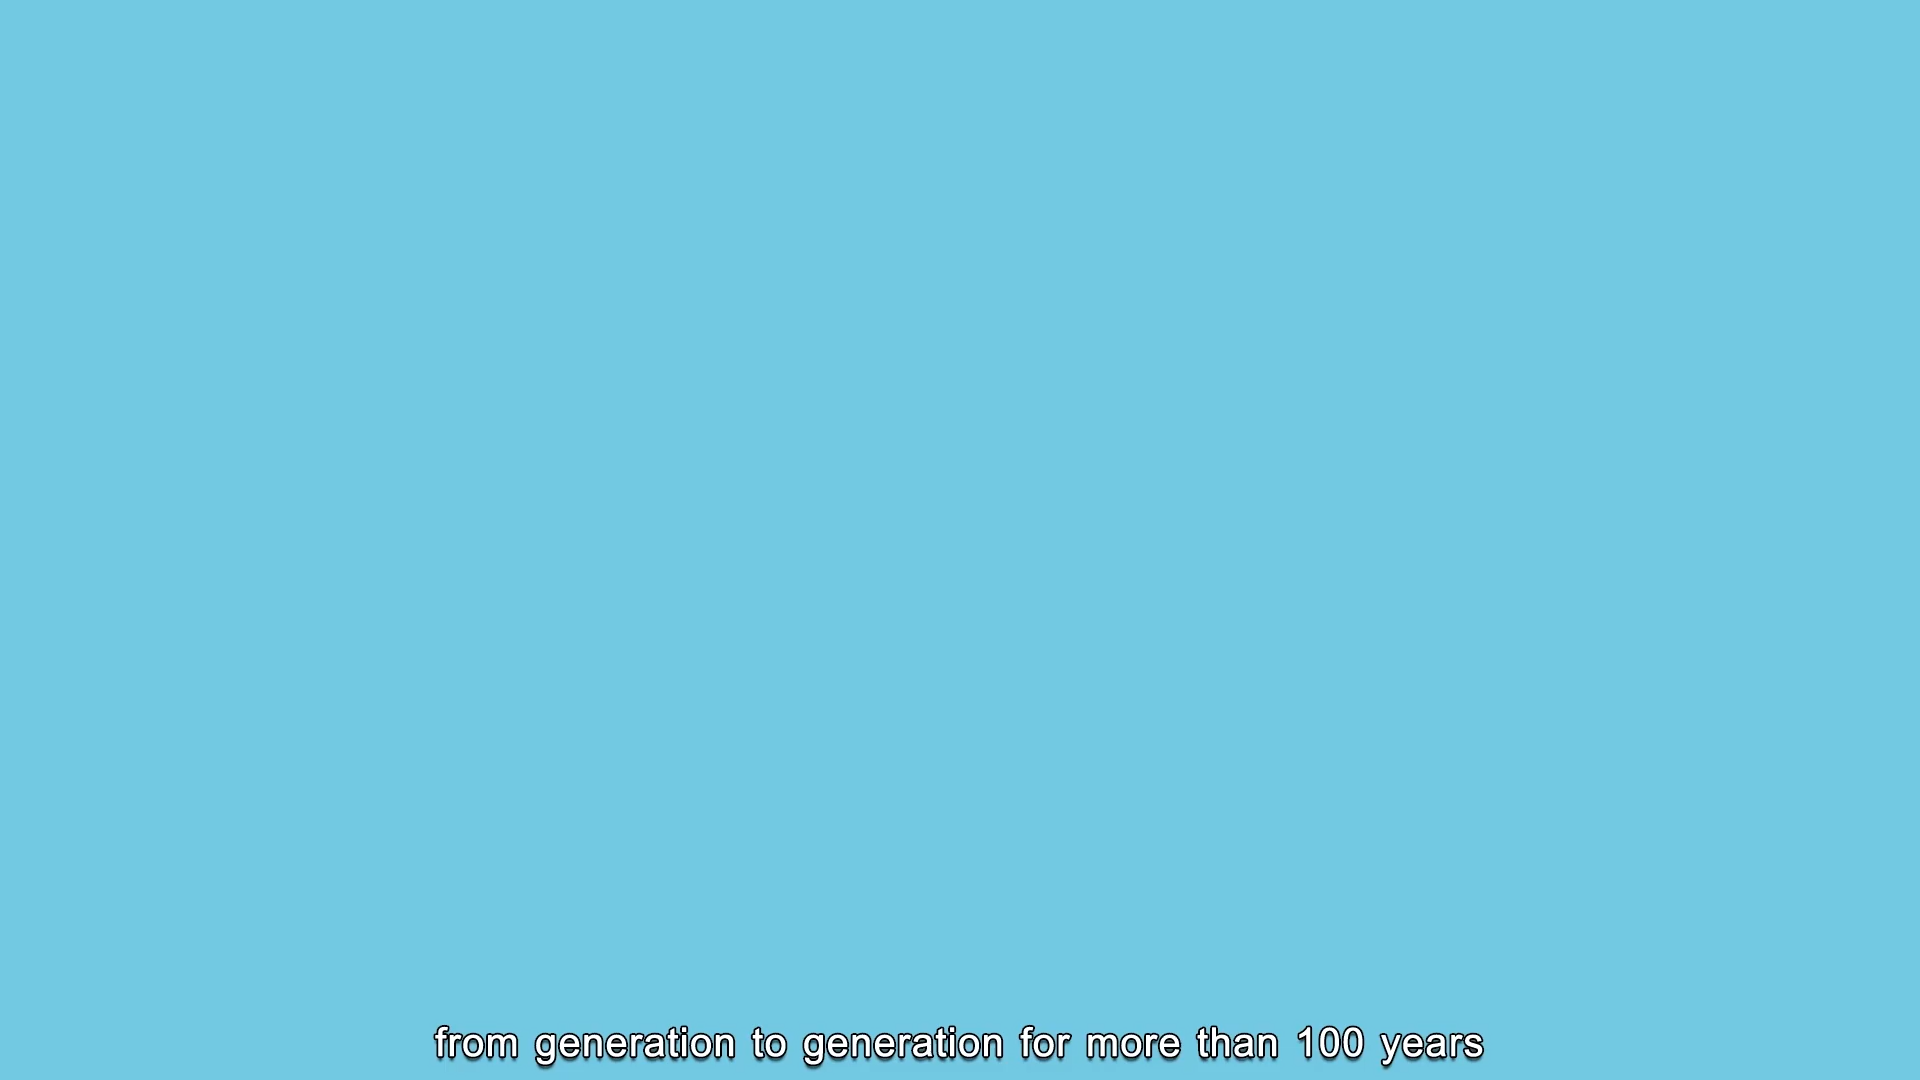 from generation to generation for more than 100 years